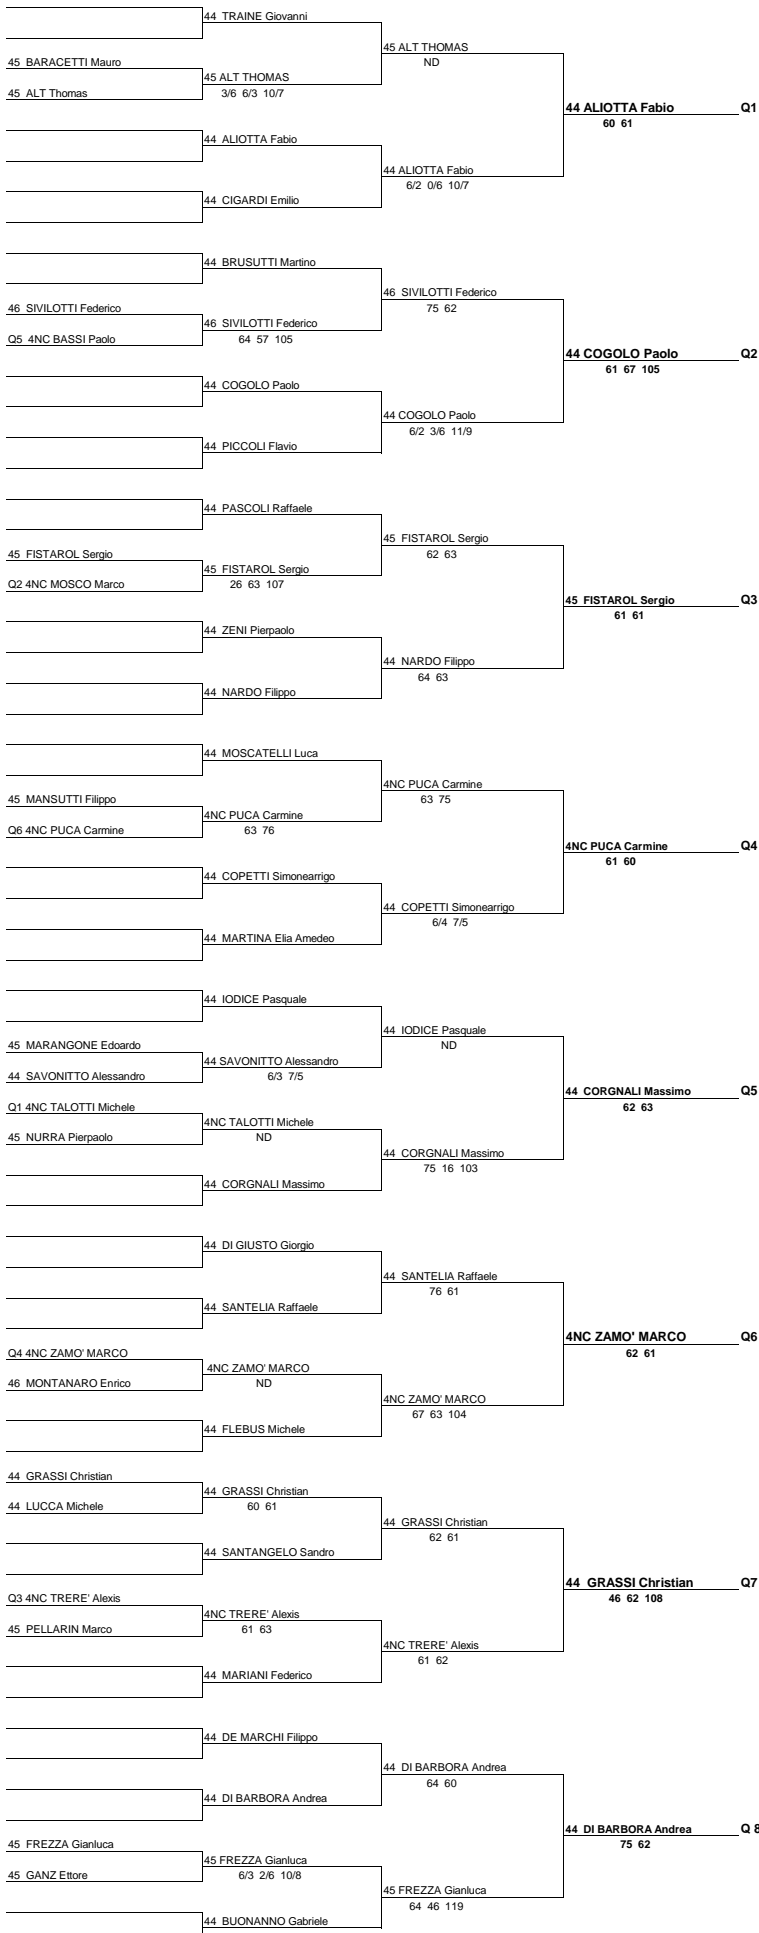 44 TRAINE Giovanni
45 ALT THOMAS
ND
45 BARACETTI Mauro
45 ALT THOMAS
3/6 6/3 10/7
45 ALT Thomas
44 ALIOTTA Fabio Q1
60 61
44 ALIOTTA Fabio
44 ALIOTTA Fabio
6/2 0/6 10/7
44 CIGARDI Emilio
44 BRUSUTTI Martino
46 SIVILOTTI Federico
75 62
46 SIVILOTTI Federico
46 SIVILOTTI Federico
64 57 105
Q5 4NC BASSI Paolo
44 COGOLO Paolo Q2
61 67 105
44 COGOLO Paolo
44 COGOLO Paolo
6/2 3/6 11/9
44 PICCOLI Flavio
44 PASCOLI Raffaele
45 FISTAROL Sergio
62 63
45 FISTAROL Sergio
45 FISTAROL Sergio
26 63 107
Q2 4NC MOSCO Marco
45 FISTAROL Sergio Q3
61 61
44 ZENI Pierpaolo
44 NARDO Filippo
64 63
44 NARDO Filippo
44 MOSCATELLI Luca
4NC PUCA Carmine
63 75
45 MANSUTTI Filippo
4NC PUCA Carmine
63 76
Q6 4NC PUCA Carmine
4NC PUCA Carmine Q4
61 60
44 COPETTI Simonearrigo
44 COPETTI Simonearrigo
6/4 7/5
44 MARTINA Elia Amedeo
44 IODICE Pasquale
44 IODICE Pasquale
ND
45 MARANGONE Edoardo
44 SAVONITTO Alessandro
6/3 7/5
44 SAVONITTO Alessandro
44 CORGNALI Massimo Q5
62 63
Q1 4NC TALOTTI Michele
4NC TALOTTI Michele
ND
45 NURRA Pierpaolo
44 CORGNALI Massimo
75 16 103
44 CORGNALI Massimo
44 DI GIUSTO Giorgio
44 SANTELIA Raffaele
76 61
44 SANTELIA Raffaele
4NC ZAMO' MARCO Q6
62 61
Q4 4NC ZAMO' MARCO
4NC ZAMO' MARCO
ND
46 MONTANARO Enrico
4NC ZAMO' MARCO
67 63 104
44 FLEBUS Michele
44 GRASSI Christian
44 GRASSI Christian
60 61
44 LUCCA Michele
44 GRASSI Christian
62 61
44 SANTANGELO Sandro
44 GRASSI Christian Q7
46 62 108
Q3 4NC TRERE' Alexis
4NC TRERE' Alexis
61 63
45 PELLARIN Marco
4NC TRERE' Alexis
61 62
44 MARIANI Federico
44 DE MARCHI Filippo
44 DI BARBORA Andrea
64 60
44 DI BARBORA Andrea
44 DI BARBORA Andrea Q 8
75 62
45 FREZZA Gianluca
45 FREZZA Gianluca
6/3 2/6 10/8
45 GANZ Ettore
45 FREZZA Gianluca
64 46 119
44 BUONANNO Gabriele